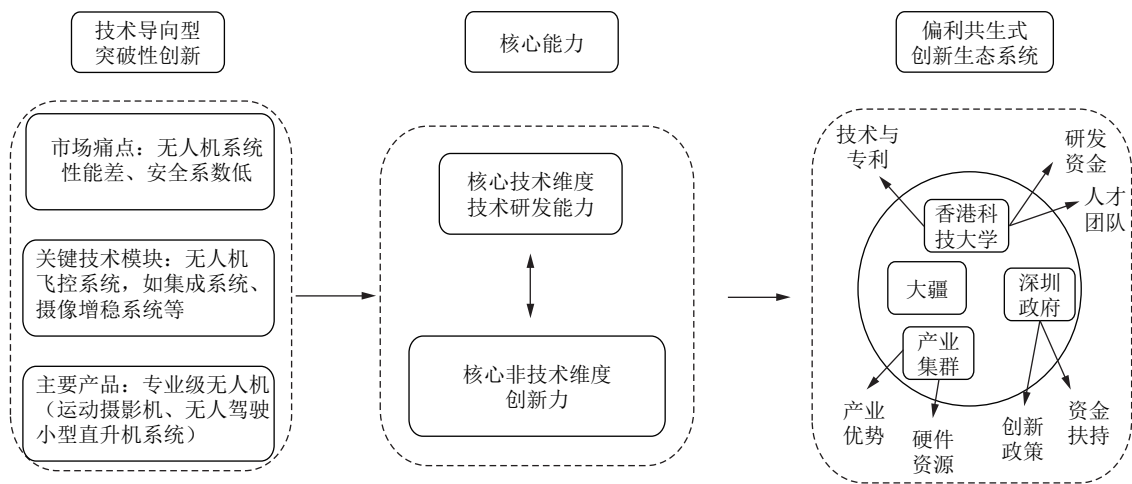 技术导向型
突破性创新
核心能力
偏利共生式
创新生态系统
市场痛点：无人机系统
性能差、安全系数低
关键技术模块：无人机
飞控系统，如集成系统、
摄像增稳系统等
主要产品：专业级无人机
（运动摄影机、无人驾驶
小型直升机系统）
核心技术维度
技术研发能力
核心非技术维度
创新力
技术与
专利
研发
资金
人才
团队
香港科
技大学
大疆
深圳
政府
产业
集群
产业
优势
硬件
资源
创新
政策
资金
扶持